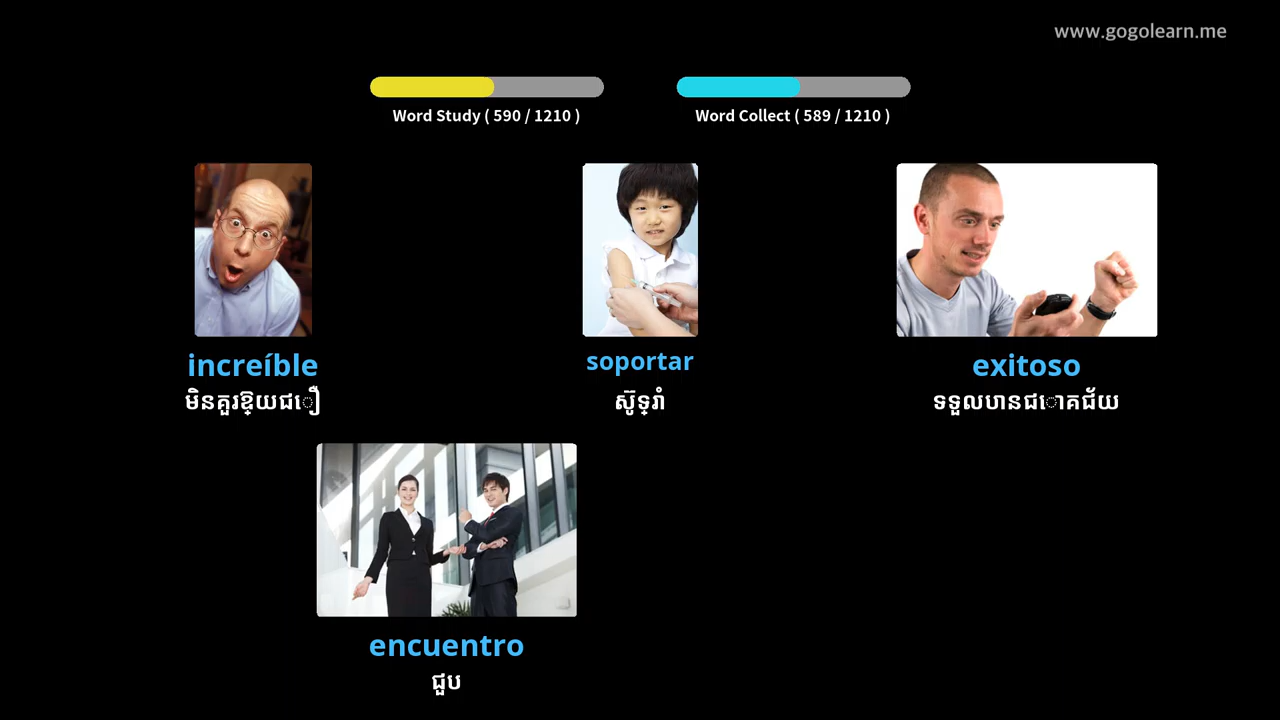 www.gogolearn.me
Word Study ( 590 / 1210 )
Word Collect ( 589 / 1210 )
increíble
soportar
exitoso
មិនគួរឱ្យជឿ
ស៊ូទ្រាំ
ទទួលបានជោគជ័យ
encuentro
ជួប